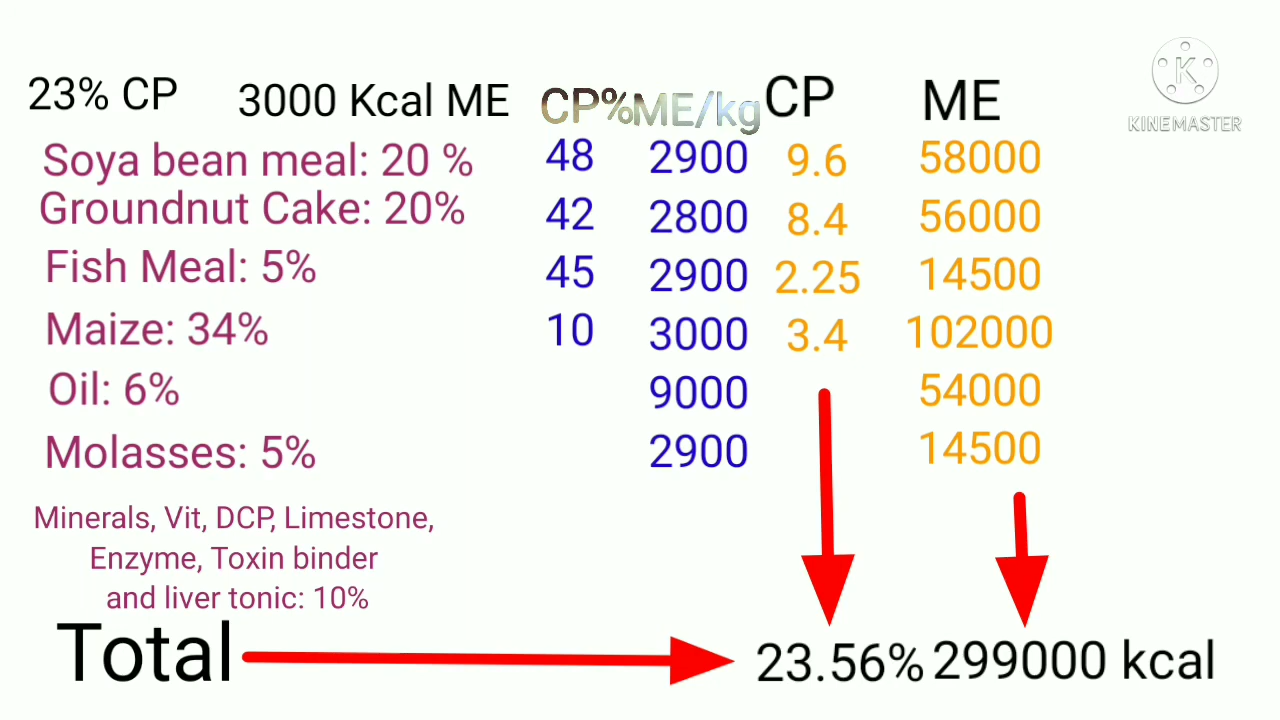 23% CP 3000 Kcal ME CP% ME/kg CP ME
Soya bean meal: 20 % 48 2900 9.6 58000
Groundnut Cake: 20% 42 2800 8.4 56000
Fish Meal: 5% 45 2900 2.25 14500
Maize: 34% 10 3000 3.4 102000
Oil: 6% 9000 54000
Molasses: 5% 2900 14500
Minerals, Vit, DCP, Limestone,
Enzyme, Toxin binder
and liver tonic: 10%
Total 23.56% 299000 kcal
K
KINEMASTER